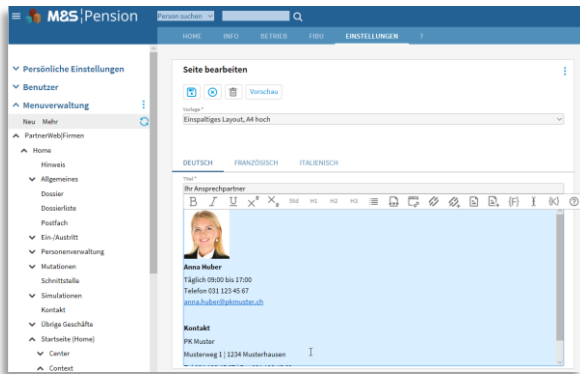 M&S Pension
Person suchen
HOME INFO BETRIEB FIBU EINSTELLUNGEN ?
Persönliche Einstellungen
Benutzer
Menuverwaltung
Neu Mehr
PartnerWeb|Firmen
Home
Hinweis
Allgemeines
Dossier
Dossierliste
Postfach
Ein-/Austritt
Personenverwaltung
Mutationen
Schnittstelle
Simulationen
Kontakt
Übrige Geschäfte
Startseite (Home)
Center
Context
Seite bearbeiten
Vorschau
Vorlage *
Einspaltiges Layout, A4 hoch
DEUTSCH FRANZÖSISCH ITALIENISCH
Titel *
Ihr Ansprechpartner
B I U X X Std H1 H2 H3 {F} {K}
Anna Huber
Täglich 09:00 bis 17:00
Telefon 031 123 45 67
anna.huber@pkmuster.ch
Kontakt
PK Muster
Musterweg 1 | 1234 Musterhausen